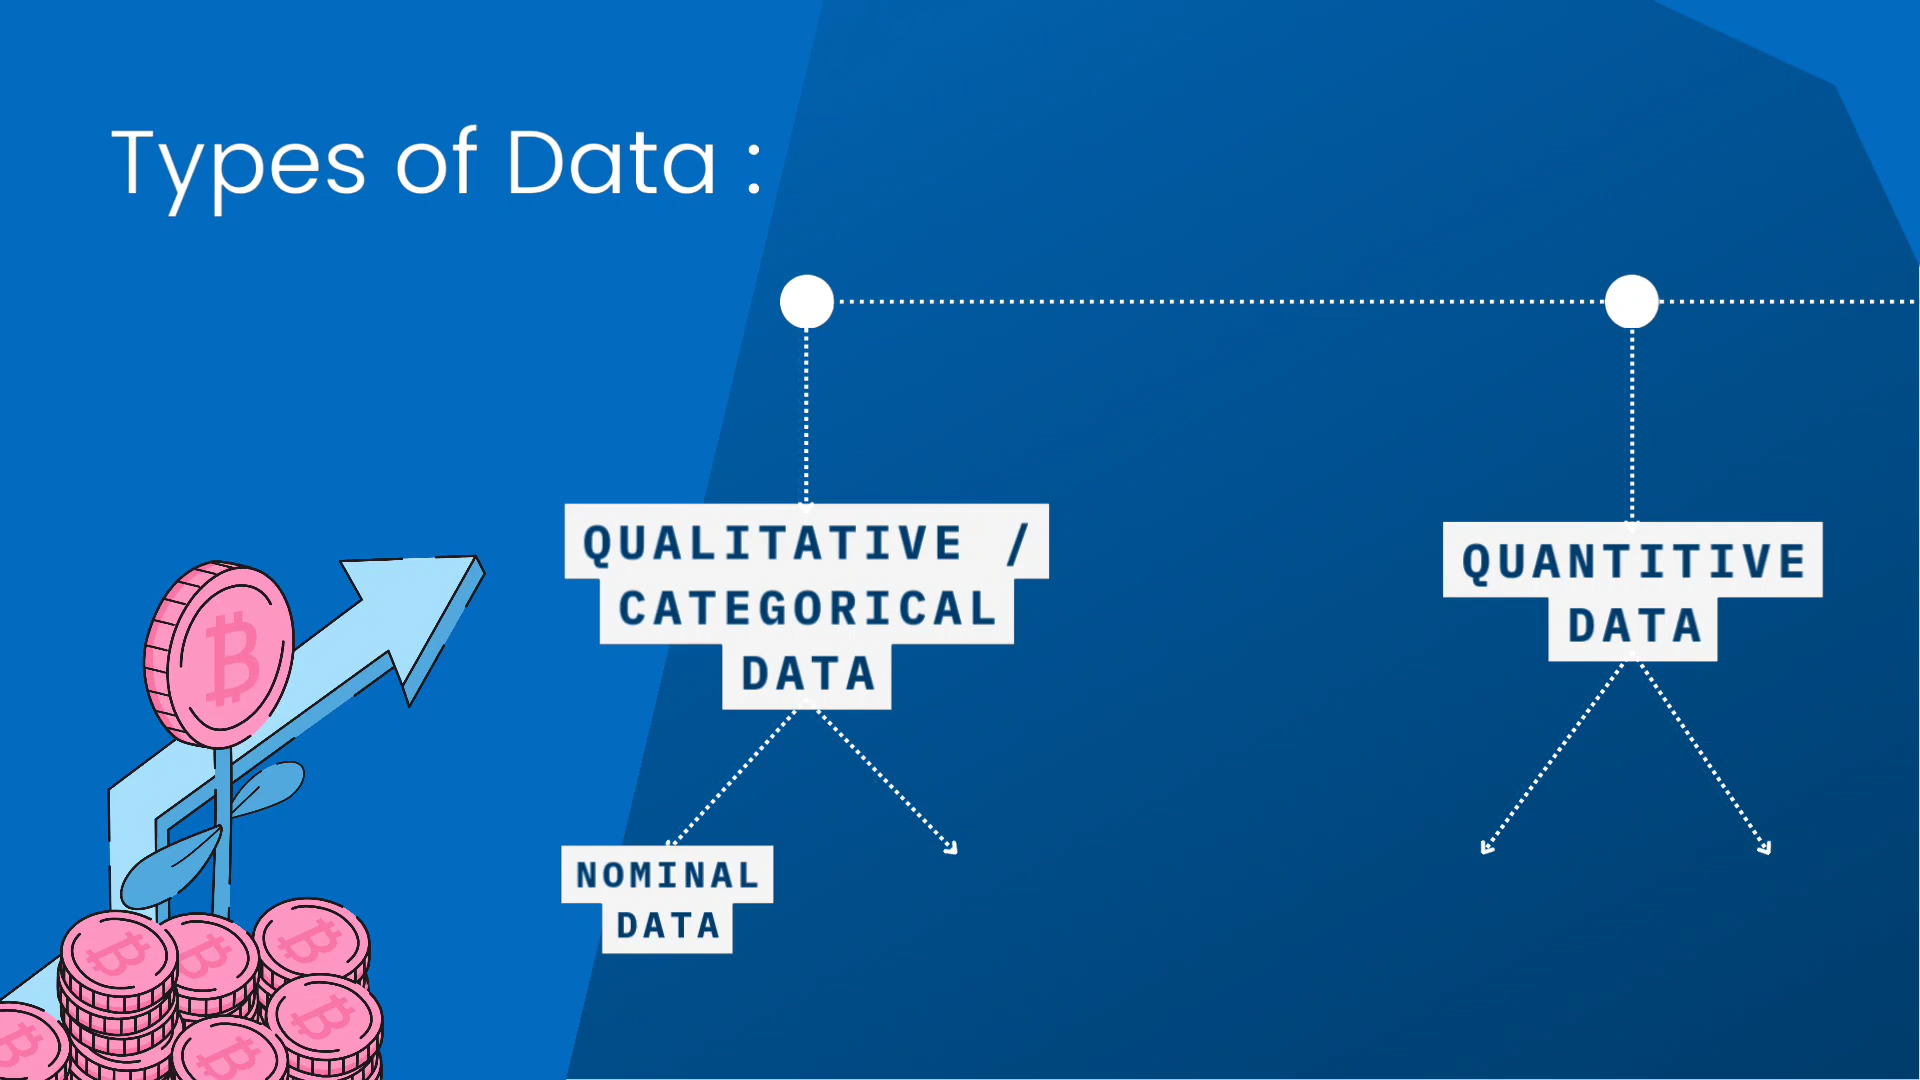 Types of Data :
QUALITATIVE /
CATEGORICAL
DATA
QUANTITIVE
DATA
NOMINAL
DATA